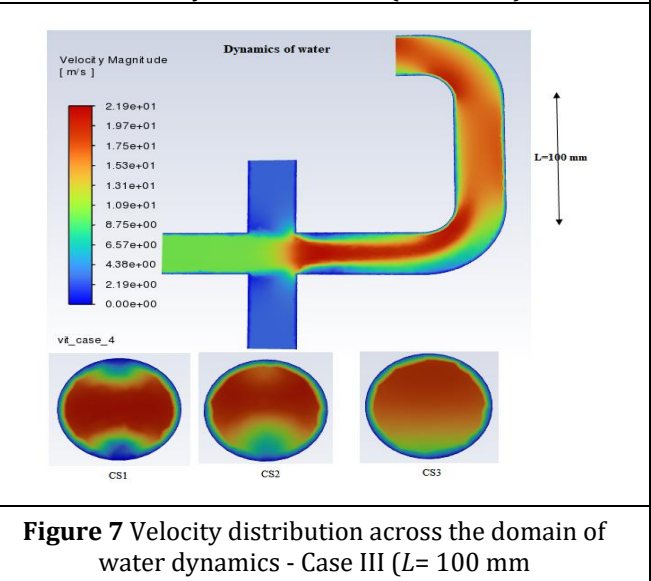 Dynamics of water
Velocity Magnitude
[ m/s ]
2.19e+01
1.97e+01
1.75e+01
1.53e+01
1.31e+01
1.09e+01
8.75e+00
6.57e+00
4.38e+00
2.19e+00
0.00e+00
L=100 mm
vit_case_4
CS1
CS2
CS3
Figure 7 Velocity distribution across the domain of
water dynamics - Case III (L= 100 mm